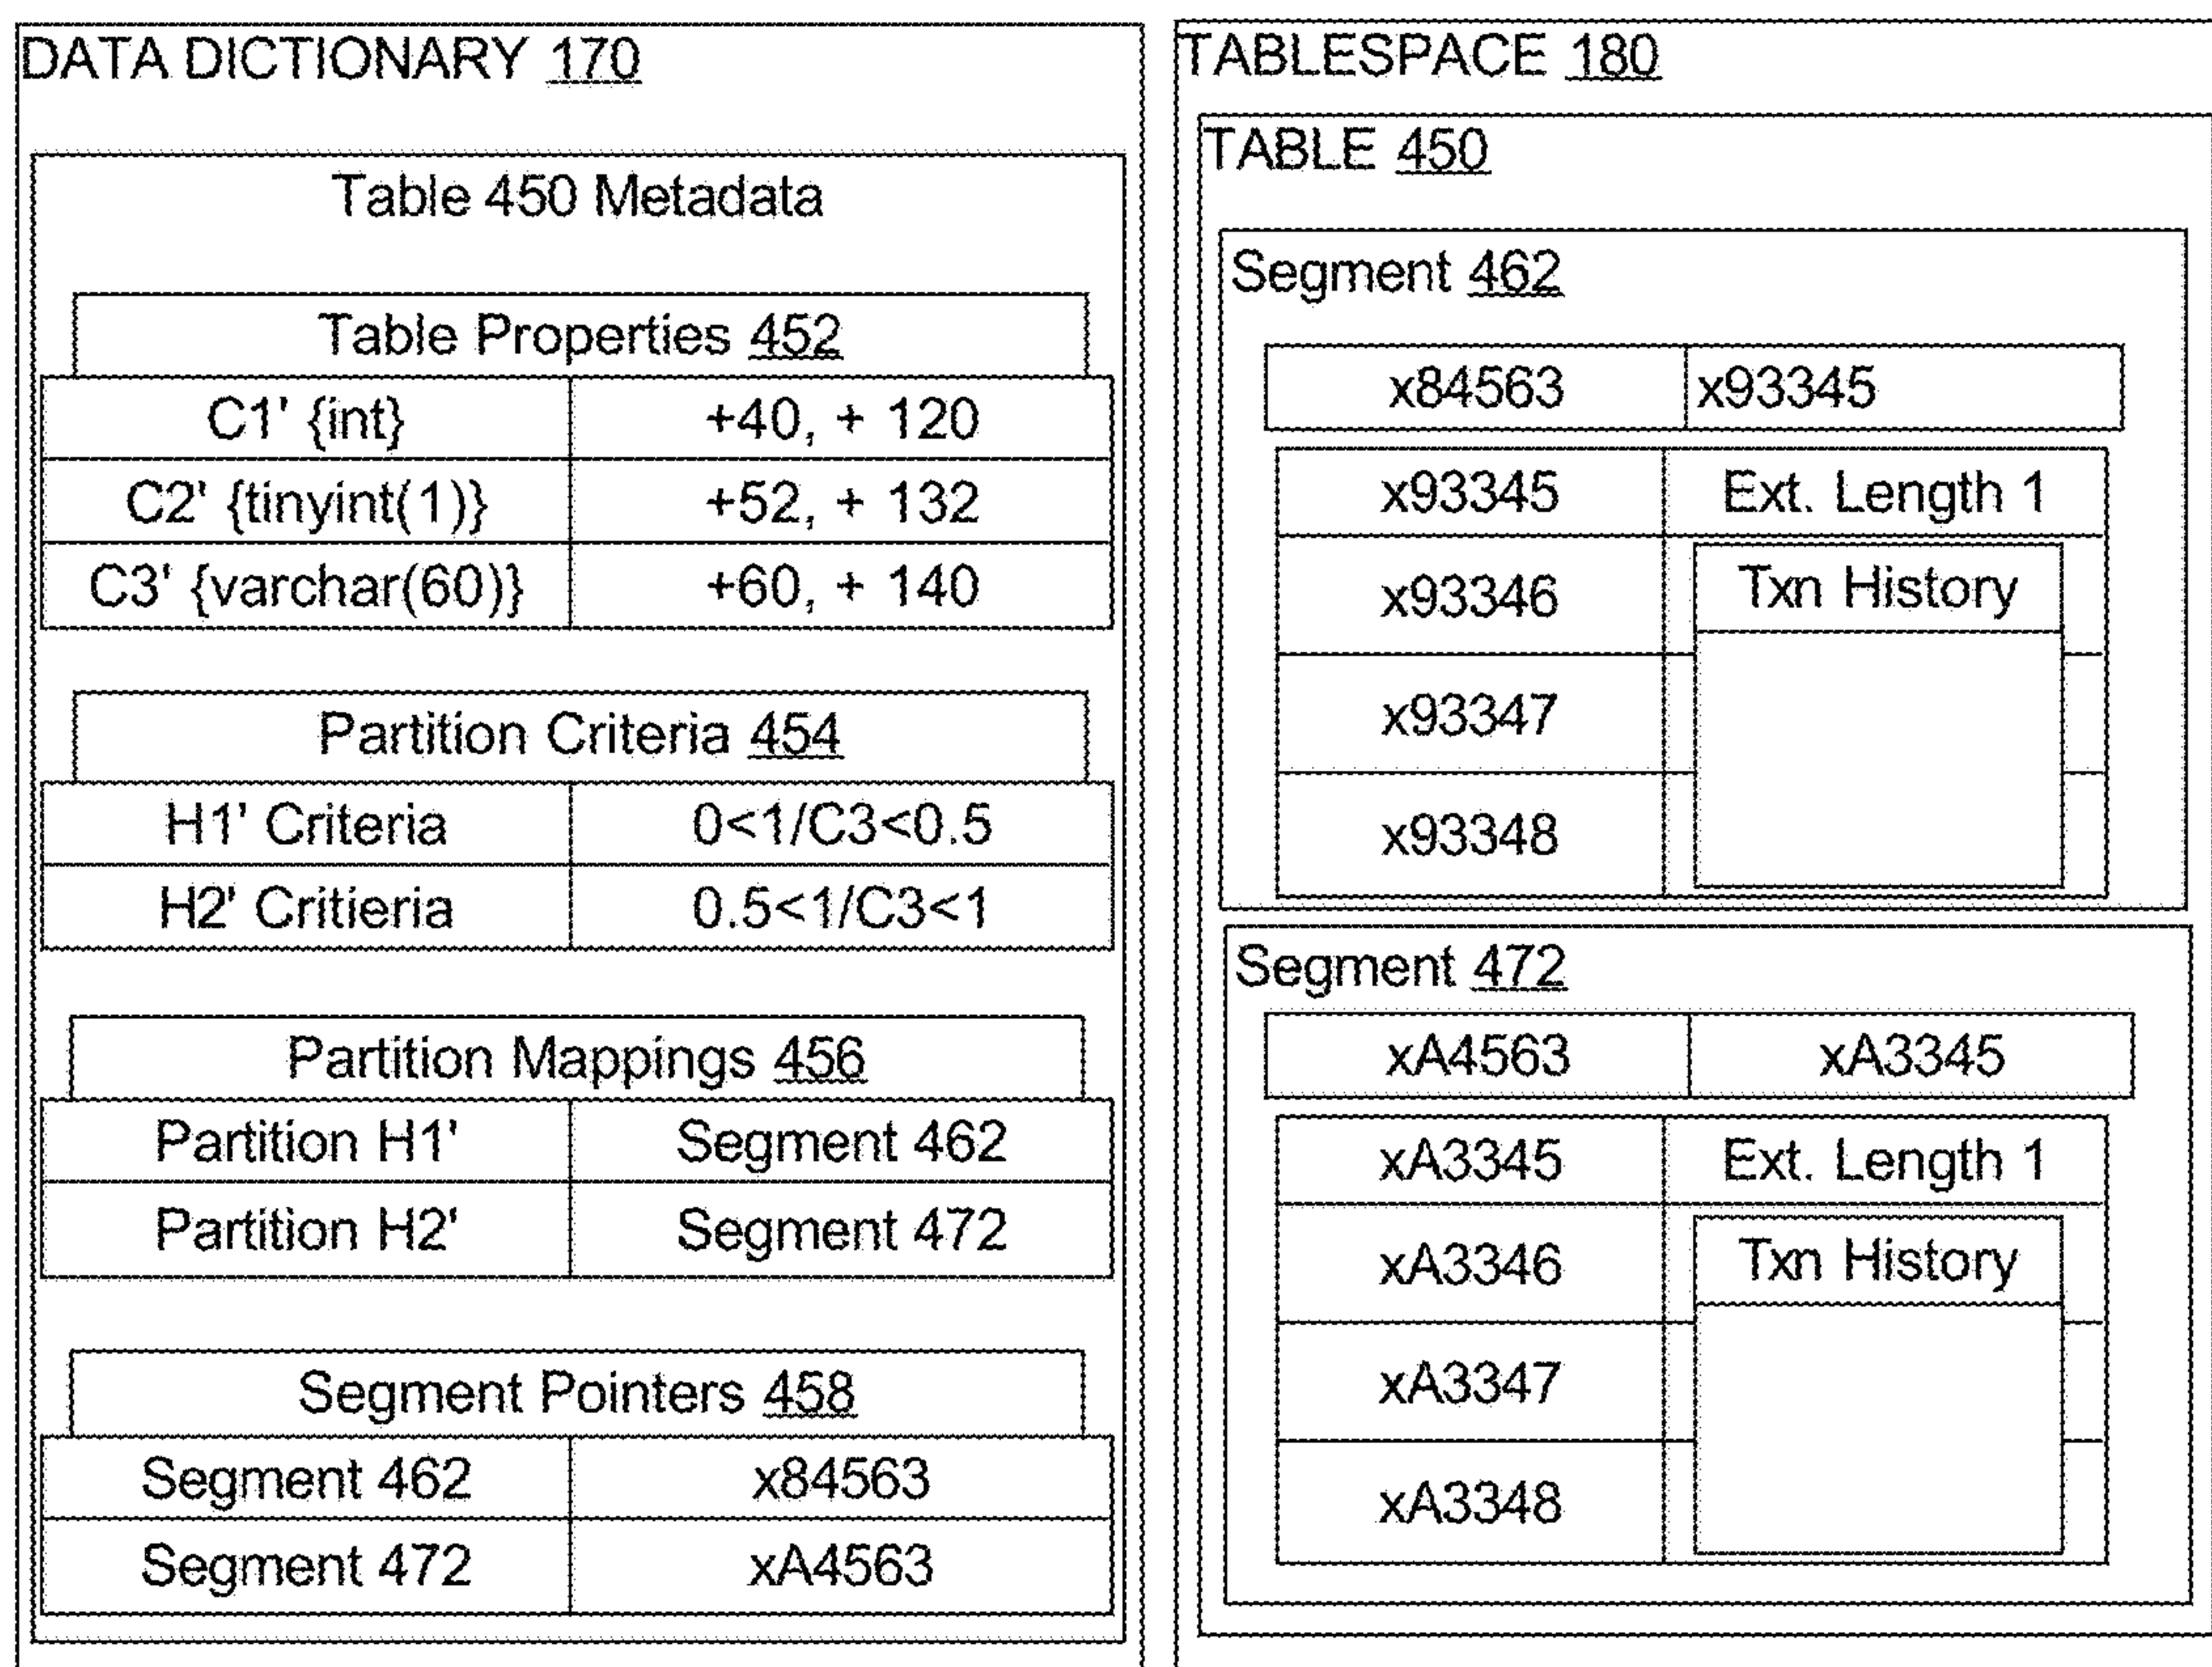 DATA DICTIONARY 170
Table 450 Metadata
Table Properties 452
C1' {int} +40, + 120
C2' {tinyint(1)} +52, + 132
C3' {varchar(60)} +60, + 140
Partition Criteria 454
H1' Criteria 0<1/C3<0.5
H2' Critieria 0.5<1/C3<1
Partition Mappings 456
Partition H1' Segment 462
Partition H2' Segment 472
Segment Pointers 458
Segment 462 x84563
Segment 472 xA4563
TABLESPACE 180
TABLE 450
Segment 462
x84563 x93345
x93345 Ext. Length 1
x93346 Txn History
x93347
x93348
Segment 472
xA4563 xA3345
xA3345 Ext. Length 1
xA3346 Txn History
xA3347
xA3348